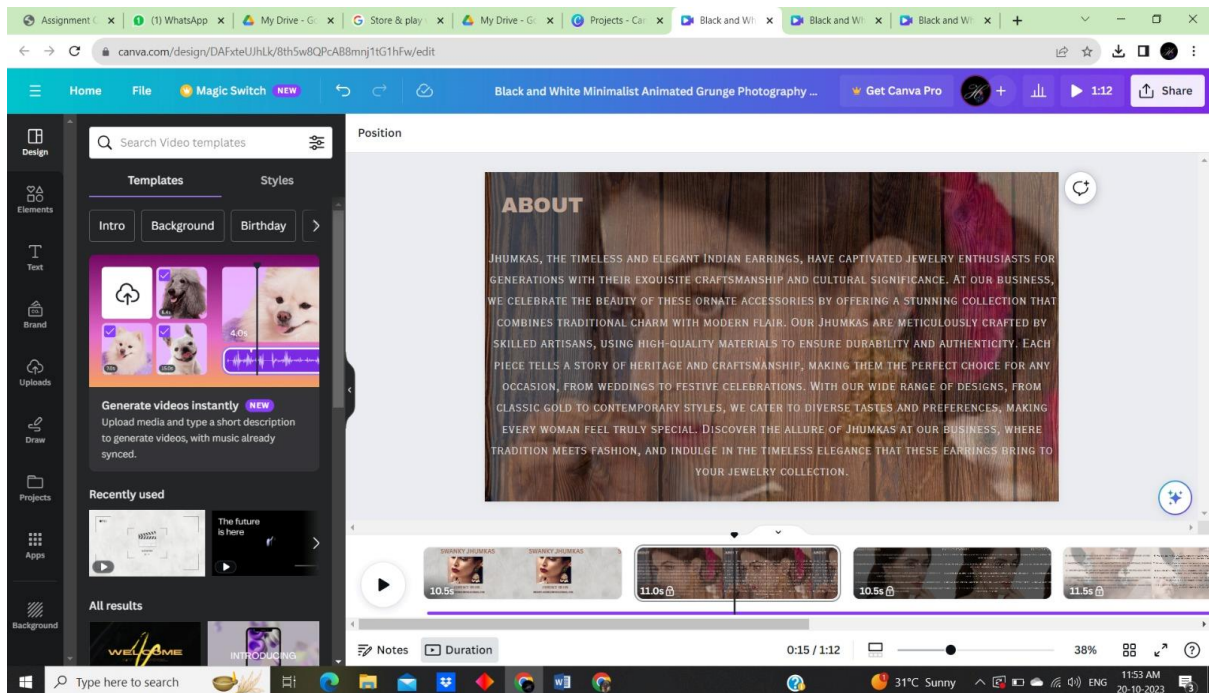 Assignment C
(1) WhatsApp
My Drive - Go
Store & play
My Drive - Go
Projects - Can
Black and Wh
Black and Wh
Black and Wh
canva.com/design/DAFxteUJhLk/8th5w8QPcAB8mnj1tG1hFw/edit
Home File Magic Switch NEW Black and White Minimalist Animated Grunge Photography ... Get Canva Pro 1:12 Share
Design
Elements
Text
Brand
Uploads
Draw
Projects
Apps
Background
Search Video templates
Templates Styles
Intro Background Birthday
4.0s
Generate videos instantly NEW
Upload media and type a short description
to generate videos, with music already
synced.
Recently used
The future
is here
All results
WELCOME
INTRODUCING
Position
ABOUT
Jhumkas, the timeless and elegant Indian earrings, have captivated jewelry enthusiasts for
generations with their exquisite craftsmanship and cultural significance. At our business,
we celebrate the beauty of these ornate accessories by offering a stunning collection that
combines traditional charm with modern flair. Our Jhumkas are meticulously crafted by
skilled artisans, using high-quality materials to ensure durability and authenticity. Each
piece tells a story of heritage and craftsmanship, making them the perfect choice for any
occasion, from weddings to festive celebrations. With our wide range of designs, from
classic gold to contemporary styles, we cater to diverse tastes and preferences, making
every woman feel truly special. Discover the allure of Jhumkas at our business, where
tradition meets fashion, and indulge in the timeless elegance that these earrings bring to
your jewelry collection.
SWANKY JHUMKAS SWANKY JHUMKAS
10.5s
11.0s
10.5s
11.5s
Notes Duration 0:15 / 1:12 38%
Type here to search
31°C Sunny ENG 11:53 AM
20-10-2023